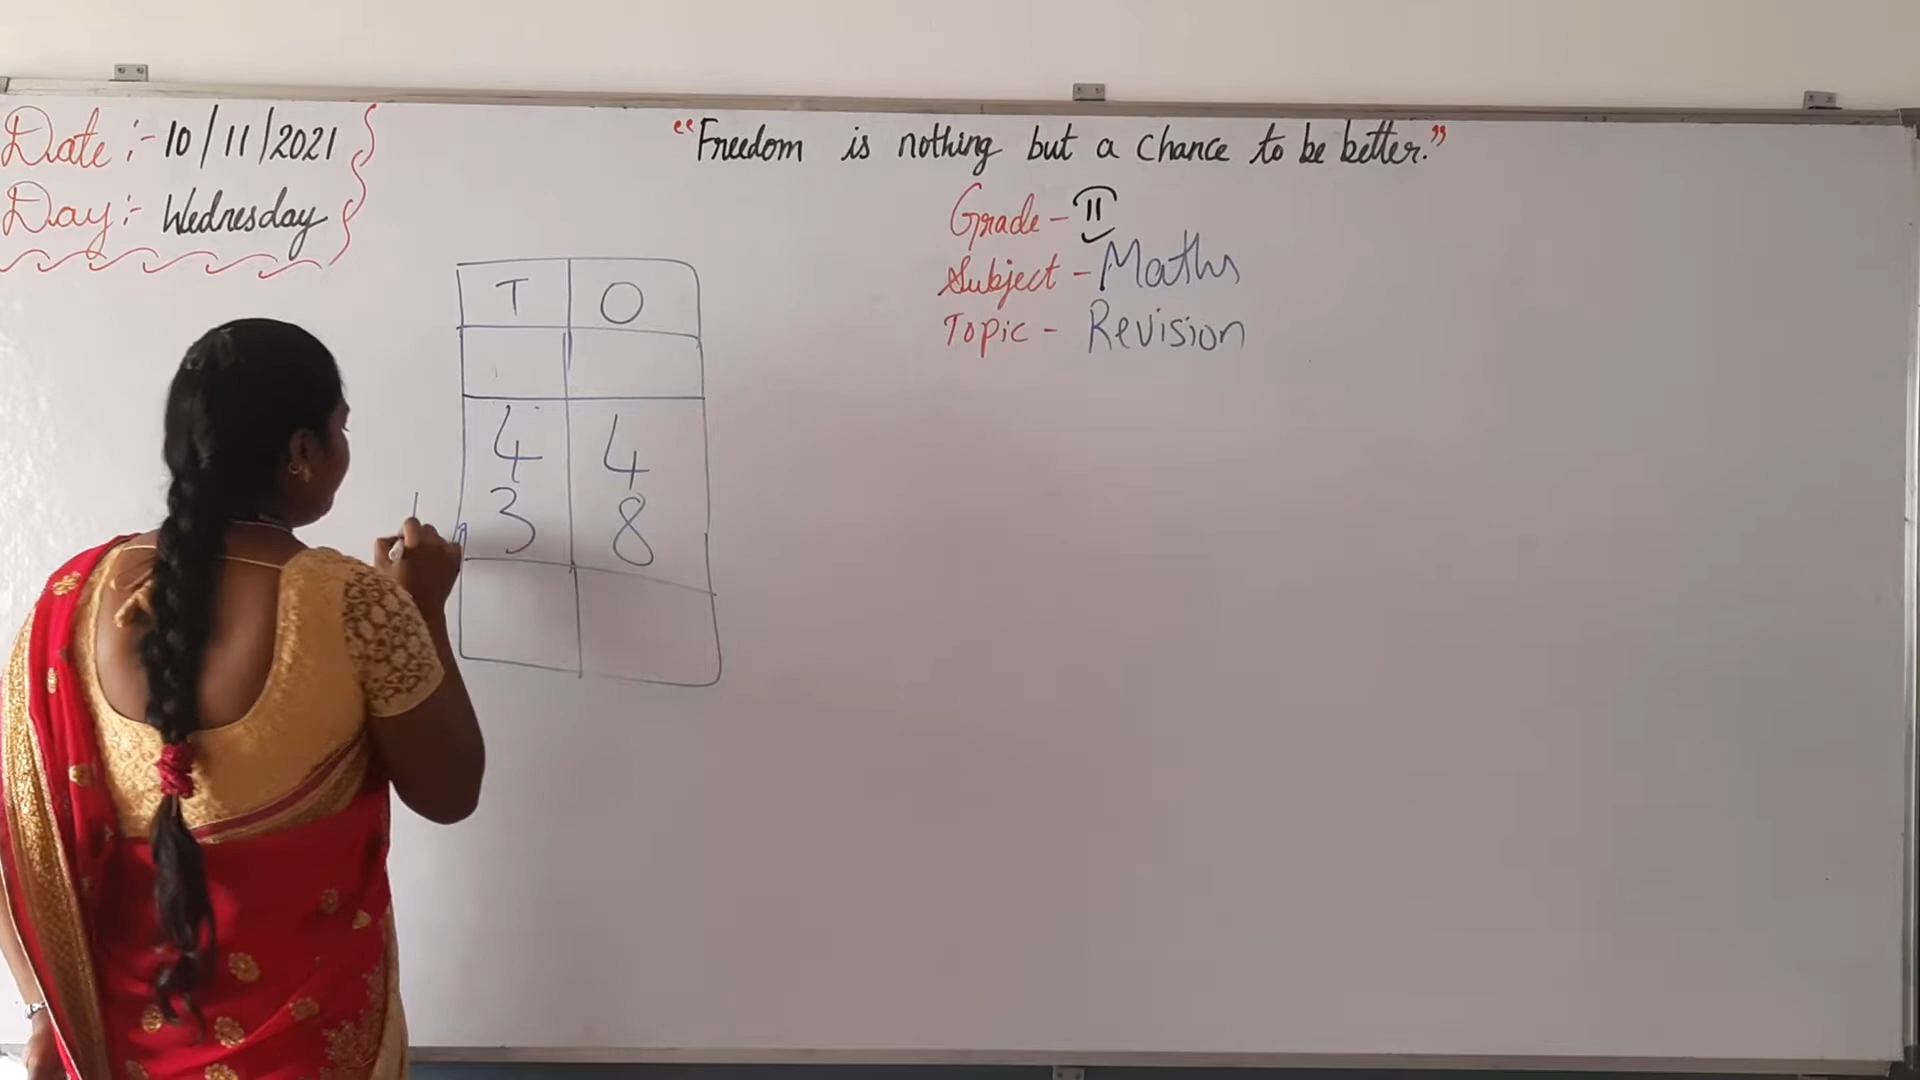 Date :- 10/11/2021
Day :- Wednesday
"Freedom is nothing but a chance to be better."
Grade - II
Subject - Maths
Topic - Revision
T O
4 4
3 8